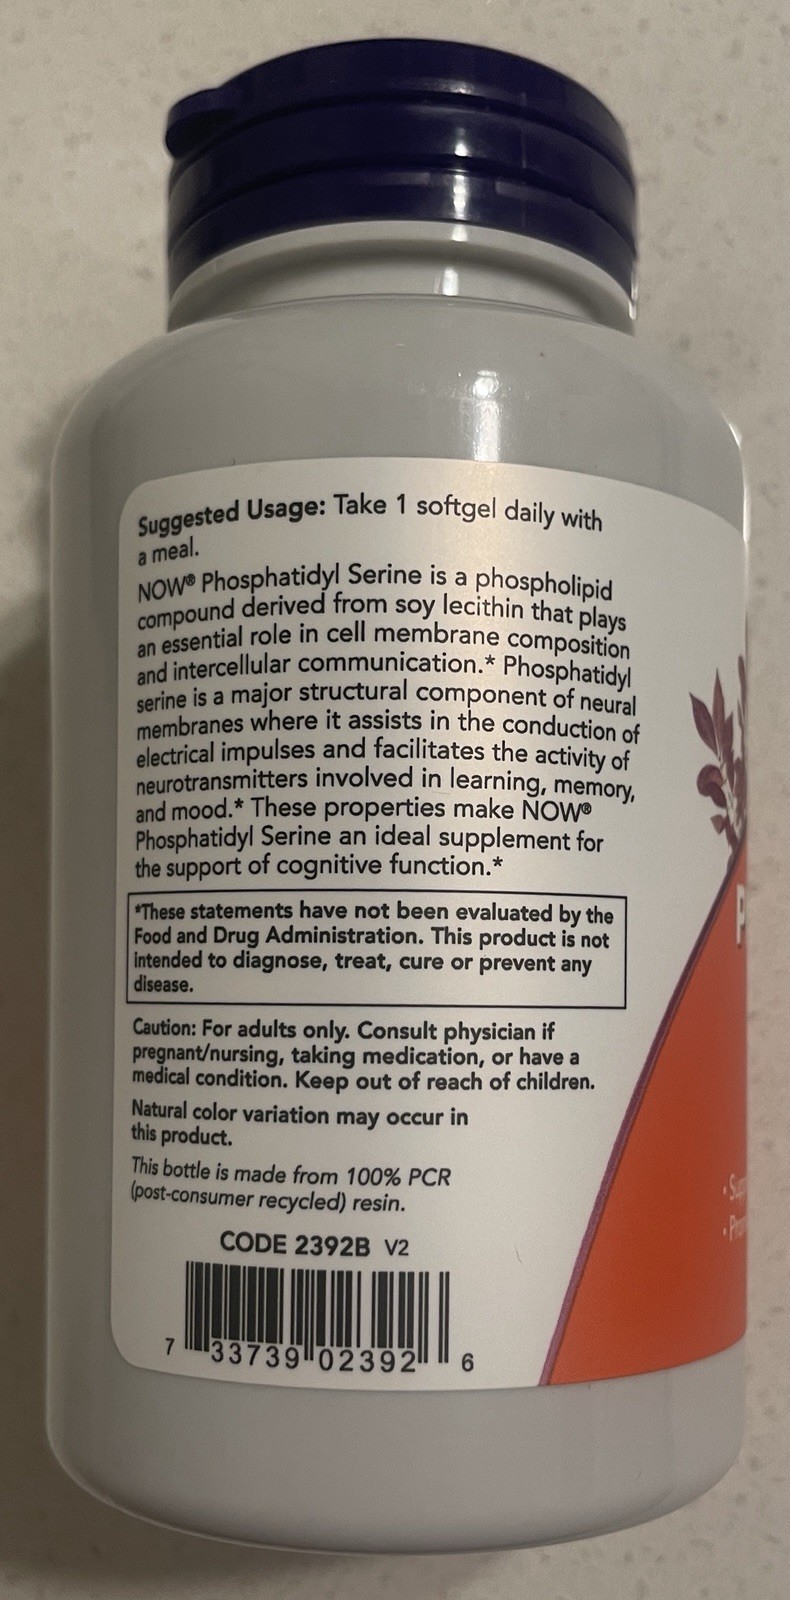 Suggested Usage: Take 1 softgel daily with
a meal.
NOW® Phosphatidyl Serine is a phospholipid
compound derived from soy lecithin that plays
an essential role in cell membrane composition
and intercellular communication.* Phosphatidyl
serine is a major structural component of neural
membranes where it assists in the conduction of
electrical impulses and facilitates the activity of
neurotransmitters involved in learning, memory,
and mood.* These properties make NOW®
Phosphatidyl Serine an ideal supplement for
the support of cognitive function.*
*These statements have not been evaluated by the
Food and Drug Administration. This product is not
intended to diagnose, treat, cure or prevent any
disease.
Caution: For adults only. Consult physician if
pregnant/nursing, taking medication, or have a
medical condition. Keep out of reach of children.
Natural color variation may occur in
this product.
This bottle is made from 100% PCR
(post-consumer recycled) resin.
CODE 2392B V2
7 33739 02392 6